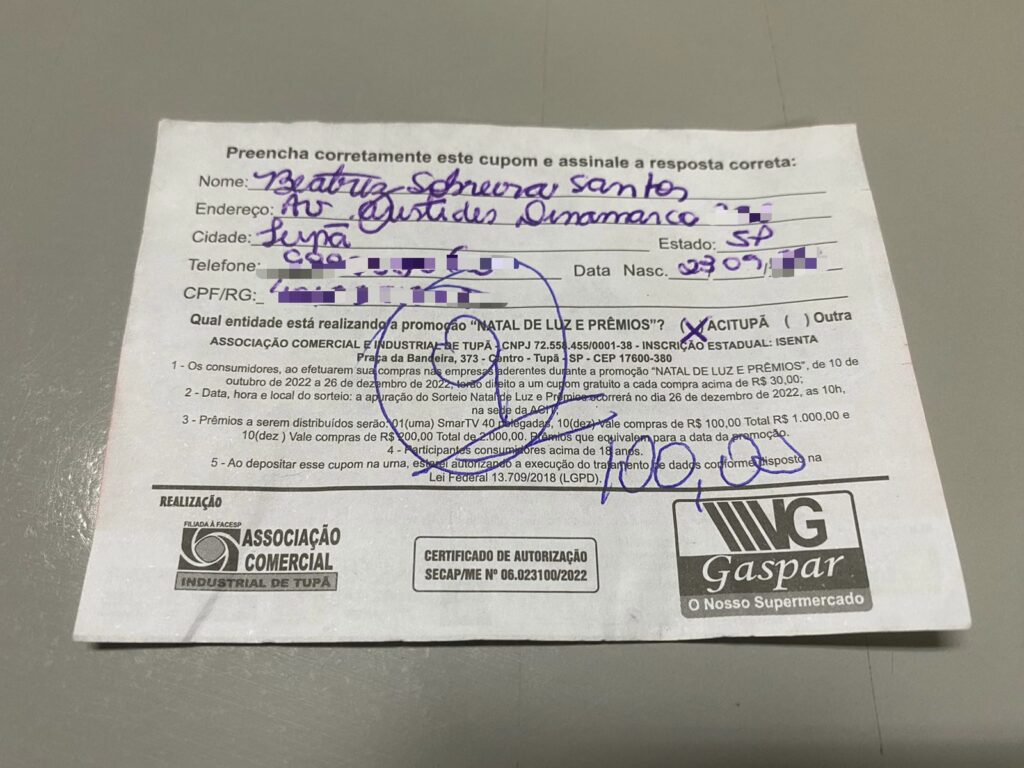 Preencha corretamente este cupom e assinale a resposta correta:
Nome: Beatriz Sobreira Santos
Endereço: Av Aristides Dinamarco
Cidade: Tupã Estado: SP
Telefone: Data Nasc. 09/
CPF/RG:
Qual entidade está realizando a promoção "NATAL DE LUZ E PRÊMIOS"? (X) ACITUPÃ ( ) Outra
ASSOCIAÇÃO COMERCIAL E INDUSTRIAL DE TUPÃ - CNPJ 72.558.455/0001-38 - INSCRIÇÃO ESTADUAL: ISENTA
Praça da Bandeira, 373 - Centro - Tupã - SP - CEP 17600-380
1 - Os consumidores, ao efetuarem sua compras nas empresas aderentes durante a promoção "NATAL DE LUZ E PRÊMIOS", de 10 de
outubro de 2022 a 26 de dezembro de 2022, terão direito a um cupom gratuito a cada compra acima de R$ 30,00;
2 - Data, hora e local do sorteio: a apuração do Sorteio Natal de Luz e Prêmios ocorrerá no dia 26 de dezembro de 2022, as 10h,
na sede da ACIT;
3 - Prêmios a serem distribuídos serão: 01(uma) SmarTV 40 polegadas, 10(dez) Vale compras de R$ 100,00 Total R$ 1.000,00 e
10(dez ) Vale compras de R$ 200,00 Total de 2.000,00. Prêmios que equivalem para a data da promoção.
4 - Participantes consumidores acima de 18 anos.
5 - Ao depositar esse cupom na urna, estarei autorizando a execução do tratamento de dados conforme disposto na
Lei Federal 13.709/2018 (LGPD).
9
100,00
REALIZAÇÃO
FILIADA À FACESP
ASSOCIAÇÃO
COMERCIAL
INDUSTRIAL DE TUPÃ
CERTIFICADO DE AUTORIZAÇÃO
SECAP/ME Nº 06.023100/2022
VG
Gaspar
O Nosso Supermercado